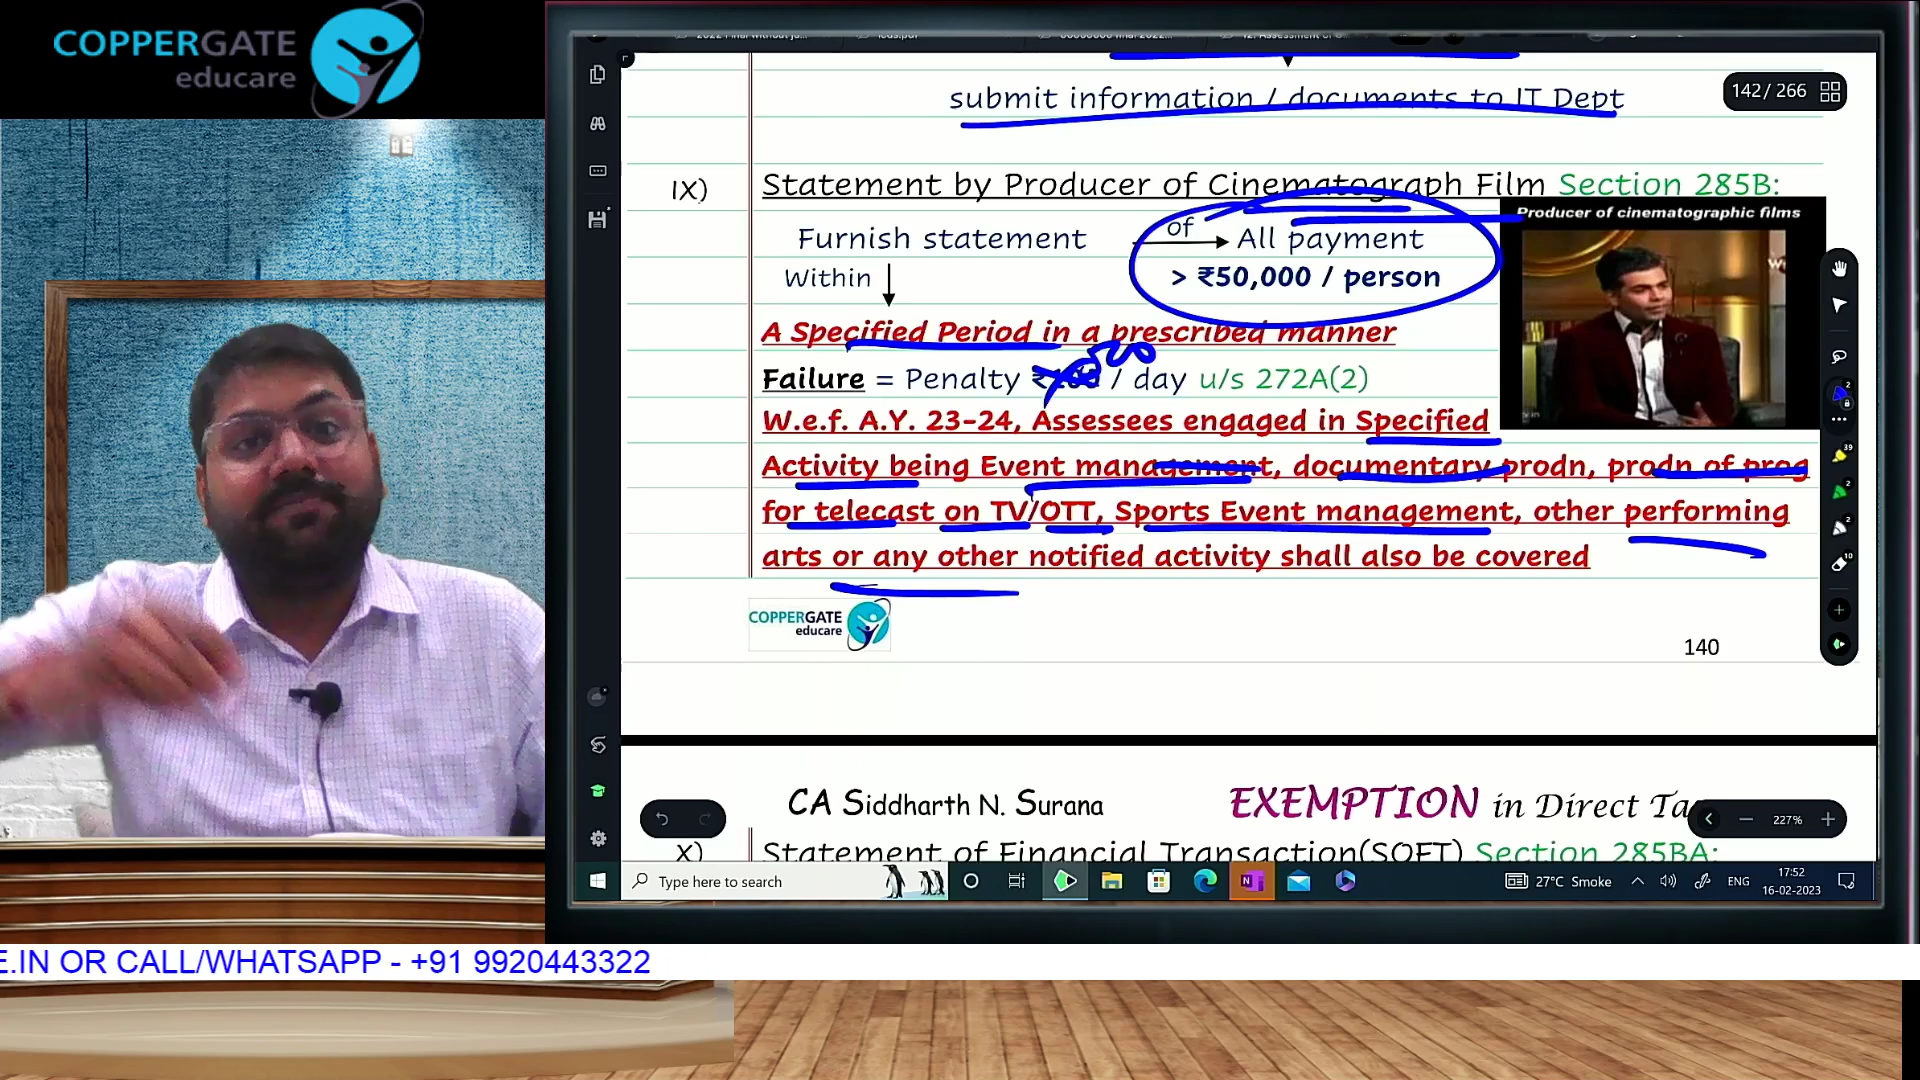 COPPERGATE
educare
submit information / documents to IT Dept
142/ 266
IX)
Statement by Producer of Cinematograph Film Section 285B:
Producer of cinematographic films
Furnish statement
of
All payment
Within
> ₹50,000 / person
A Specified Period in a prescribed manner
500
Failure = Penalty ₹100 / day u/s 272A(2)
W.e.f. A.Y. 23-24, Assessees engaged in Specified
Activity being Event management, documentary prodn, prodn of prog
for telecast on TV/OTT, Sports Event management, other performing
arts or any other notified activity shall also be covered
COPPERGATE
educare
140
CA Siddharth N. Surana
EXEMPTION in Direct Ta
227%
X)
Statement of Financial Transaction(SOFT) Section 285BA:
Type here to search
27°C Smoke
ENG
17:52
16-02-2023
E.IN OR CALL/WHATSAPP - +91 9920443322